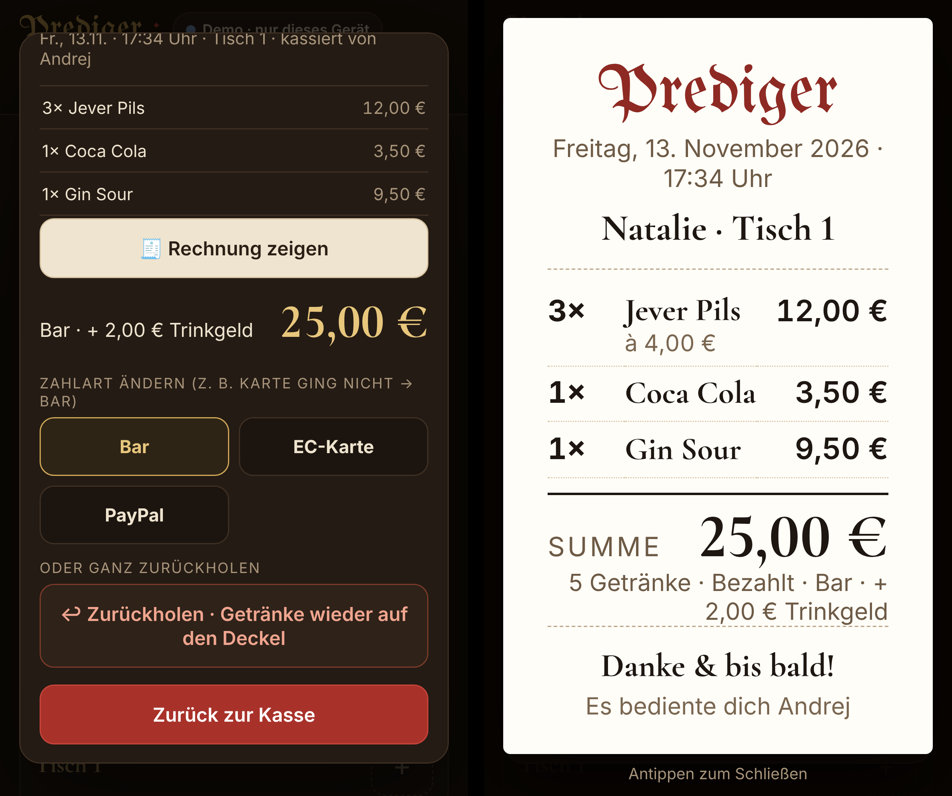 Prediger
Demo · nur dieses Gerät
Fr., 13.11. · 17:34 Uhr · Tisch 1 · kassiert von
Andrej
3× Jever Pils 12,00 €
1× Coca Cola 3,50 €
1× Gin Sour 9,50 €
🧾 Rechnung zeigen
Bar · + 2,00 € Trinkgeld 25,00 €
ZAHLART ÄNDERN (Z. B. KARTE GING NICHT →
BAR)
Bar EC-Karte
PayPal
ODER GANZ ZURÜCKHOLEN
↩ Zurückholen · Getränke wieder auf
den Deckel
Zurück zur Kasse
Tisch 1 +
Prediger
Freitag, 13. November 2026 ·
17:34 Uhr
Natalie · Tisch 1
3× Jever Pils 12,00 €
à 4,00 €
1× Coca Cola 3,50 €
1× Gin Sour 9,50 €
SUMME 25,00 €
5 Getränke · Bezahlt · Bar · +
2,00 € Trinkgeld
Danke & bis bald!
Es bediente dich Andrej
Antippen zum Schließen